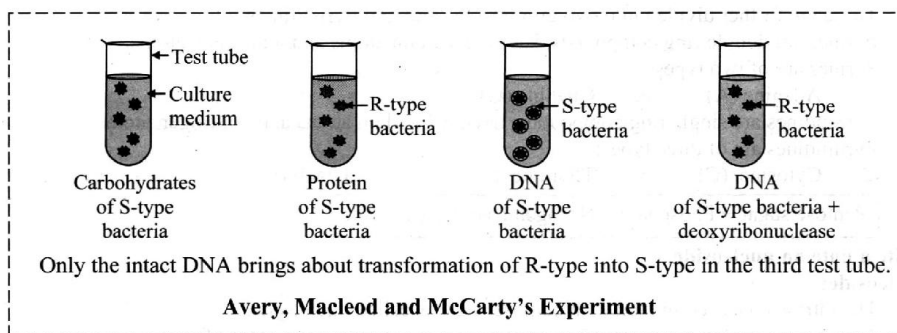 Test tube
Culture
medium
R-type
bacteria
S-type
bacteria
R-type
bacteria
Carbohydrates
of S-type
bacteria
Protein
of S-type
bacteria
DNA
of S-type
bacteria
DNA
of S-type bacteria +
deoxyribonuclease
Only the intact DNA brings about transformation of R-type into S-type in the third test tube.
Avery, Macleod and McCarty's Experiment